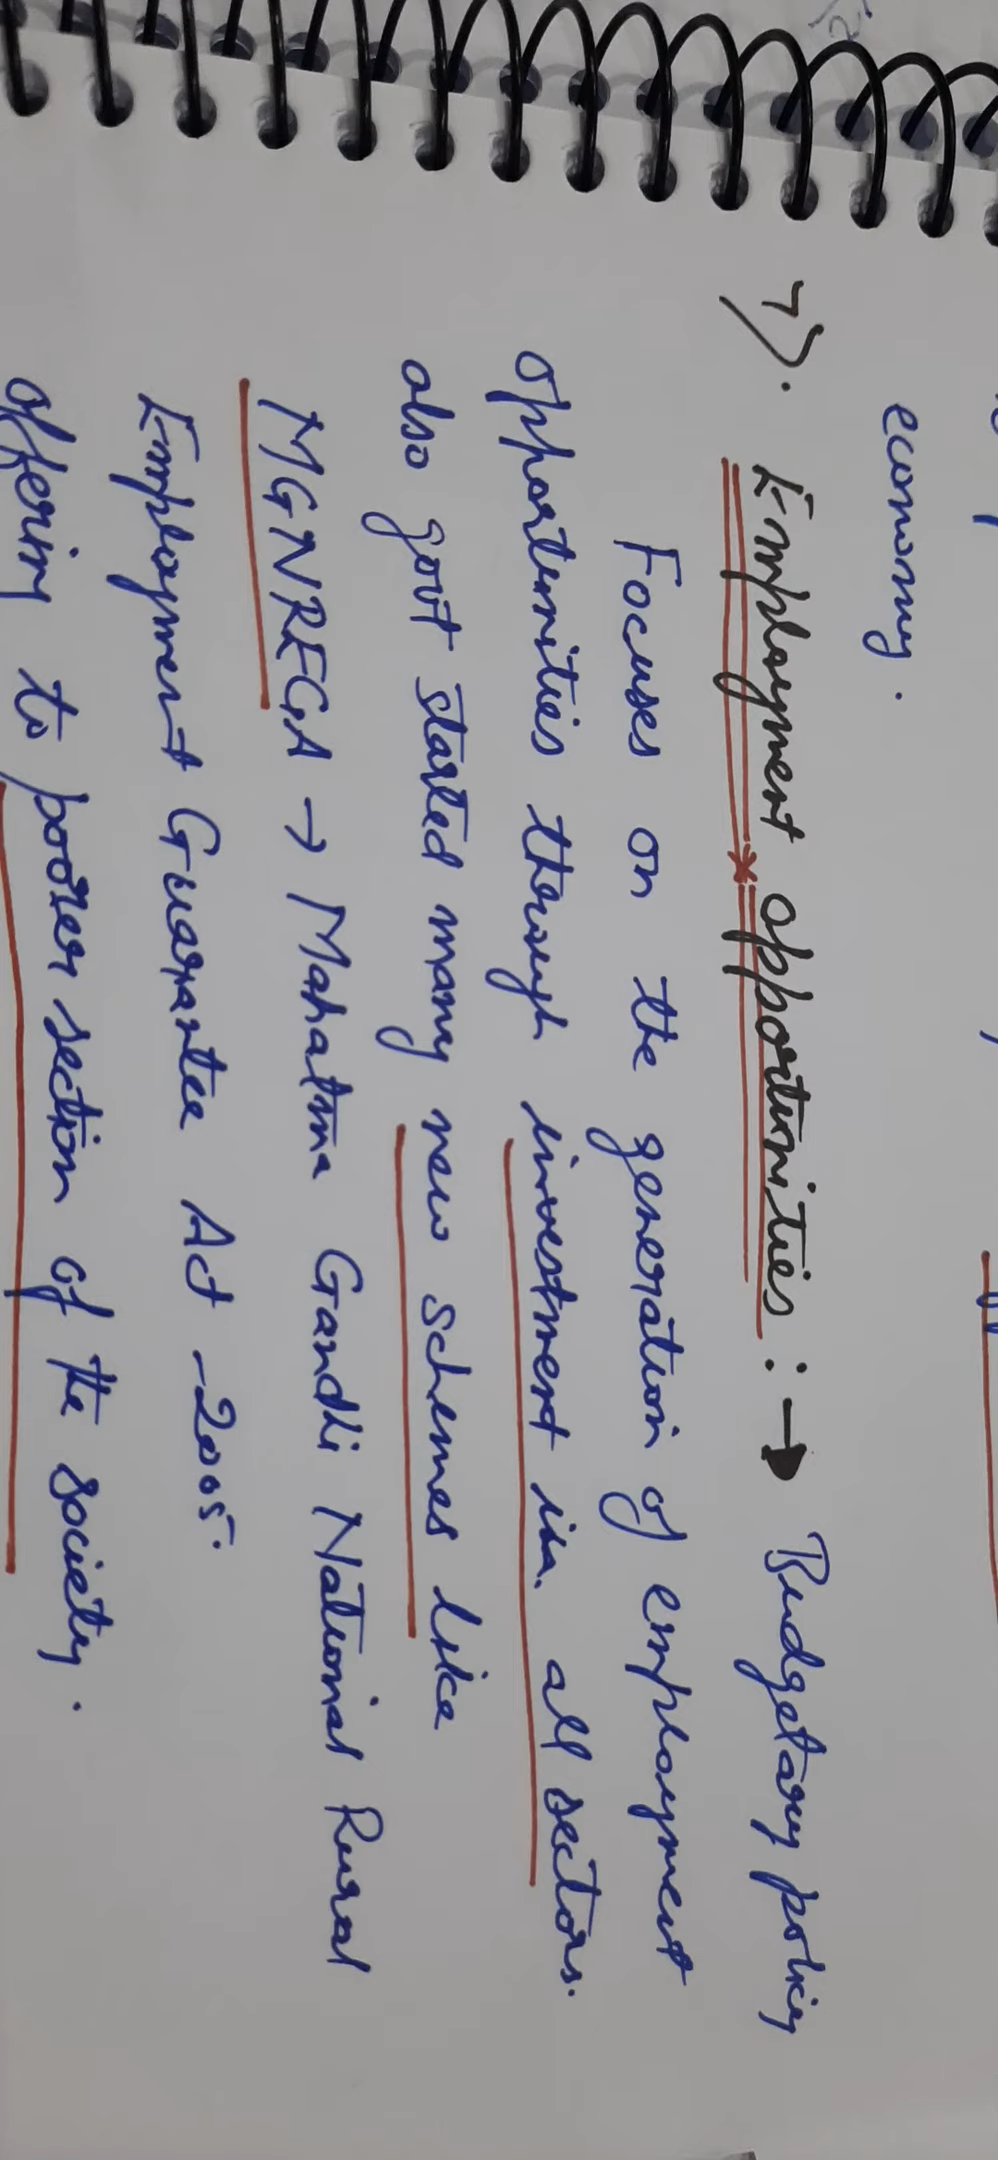 economy.
7). Employment opportunities :→ Budgetary policy
Focuses on the generation of employment
opportunities through investment in all sectors.
also govt started many new schemes like
MGNREGA → Mahatma Gandhi National Rural
Employment Guarantee Act -2005.
offering to poorer section of the society.